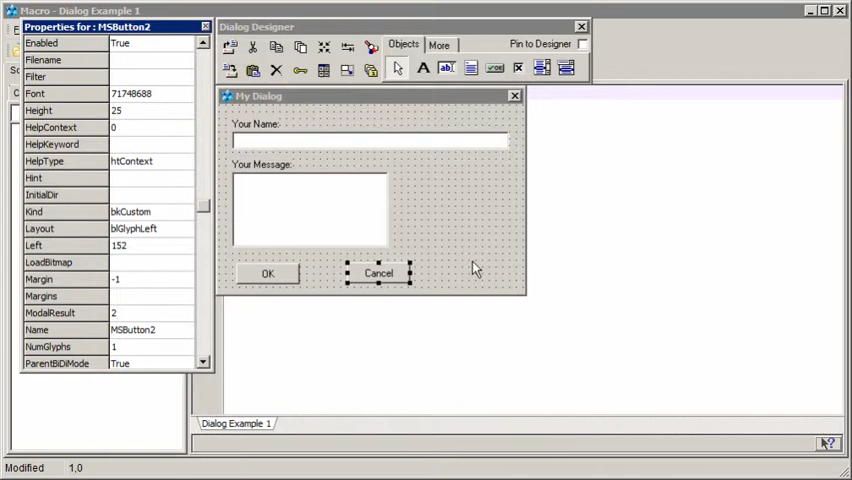 Macro - Dialog Example 1
Properties for : MSButton2
Enabled True
Filename
Filter
Font 71748688
Height 25
HelpContext 0
HelpKeyword
HelpType htContext
Hint
InitialDir
Kind bkCustom
Layout blGlyphLeft
Left 152
LoadBitmap
Margin -1
Margins
ModalResult 2
Name MSButton2
NumGlyphs 1
ParentBiDiMode True
Dialog Designer
Objects More Pin to Designer
A ab
My Dialog
Your Name:
Your Message:
OK Cancel
Dialog Example 1
Modified 1,0